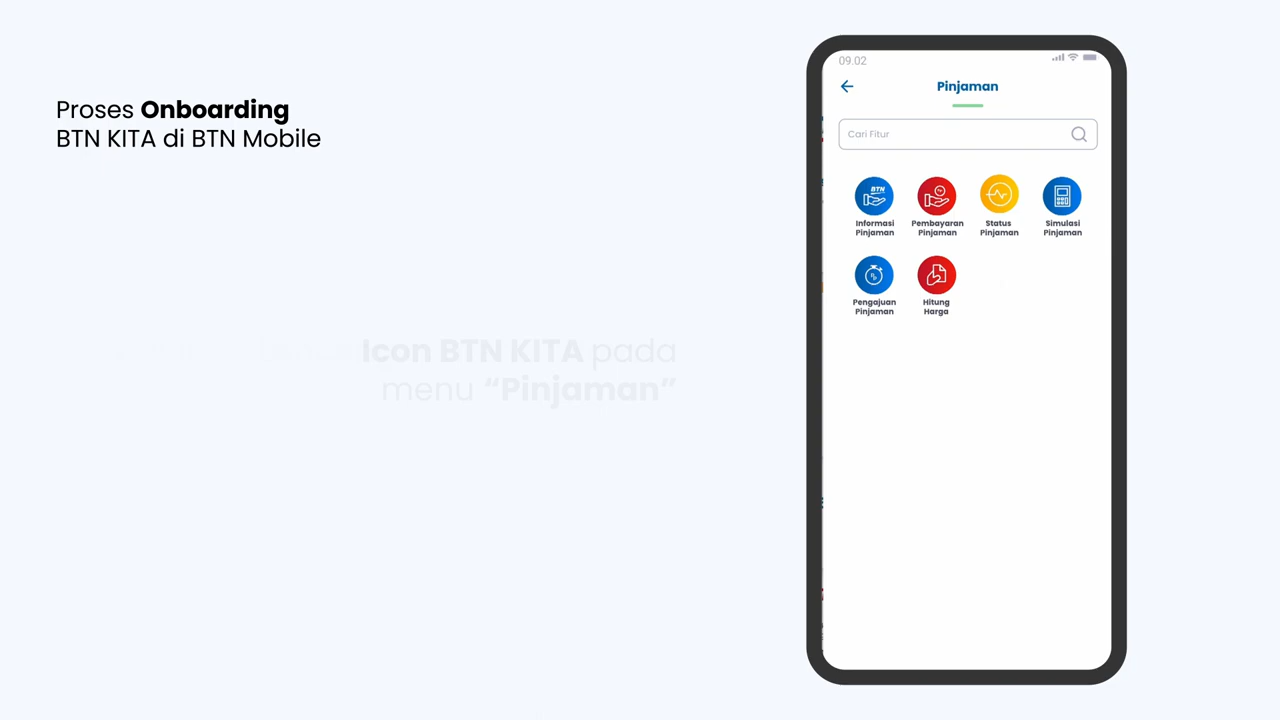 Proses Onboarding
BTN KITA di BTN Mobile
Icon BTN KITA pada
menu “Pinjaman”
09.02
Pinjaman
Cari Fitur
BTN
Informasi
Pinjaman
Pembayaran
Pinjaman
Status
Pinjaman
Simulasi
Pinjaman
Pengajuan
Pinjaman
Hitung
Harga